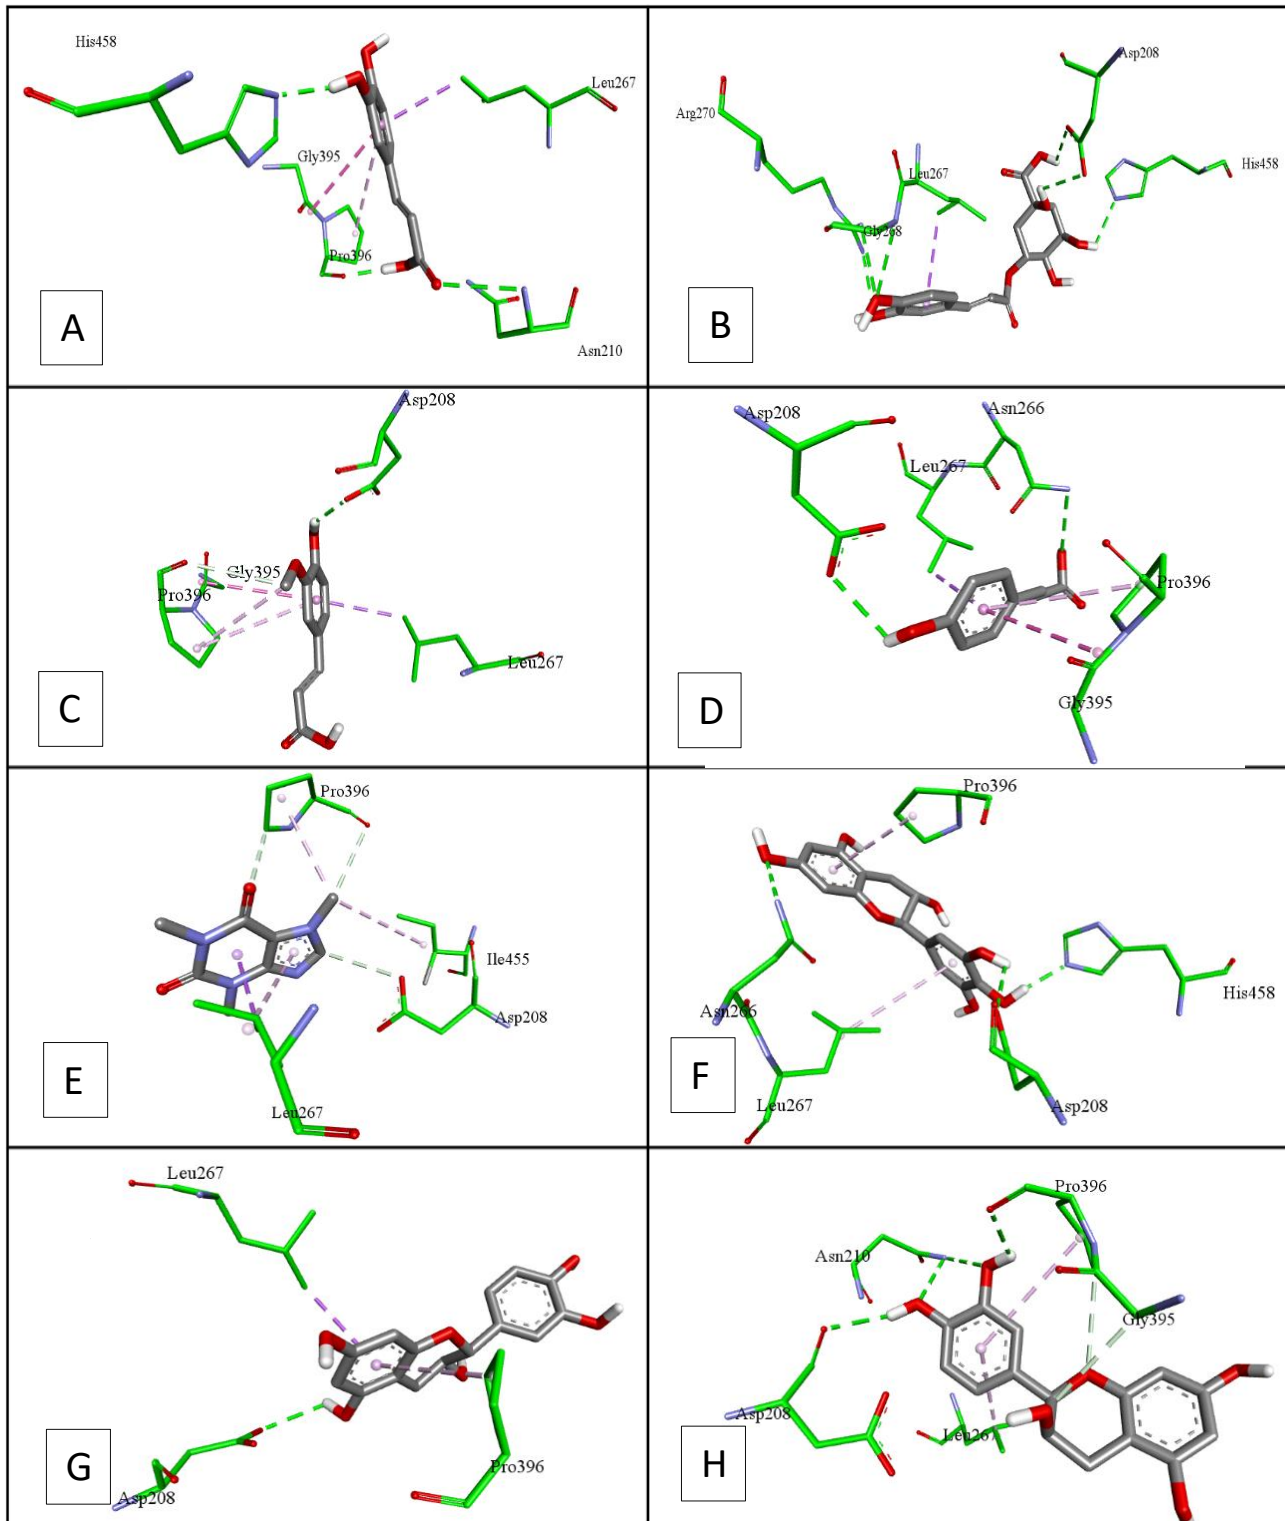 His458
Leu267
Gly395
Pro396
Asn210
A
Asp208
Arg270
Leu267
His458
Gly268
B
Asp208
Gly395
Pro396
Leu267
C
Asp208
Asn266
Leu267
Pro396
Gly395
D
Pro396
Ile455
Asp208
Leu267
E
Pro396
Asn266
His458
Leu267
Asp208
F
Leu267
Pro396
Asp208
G
Pro396
Asn210
Gly395
Asp208
Leu267
H